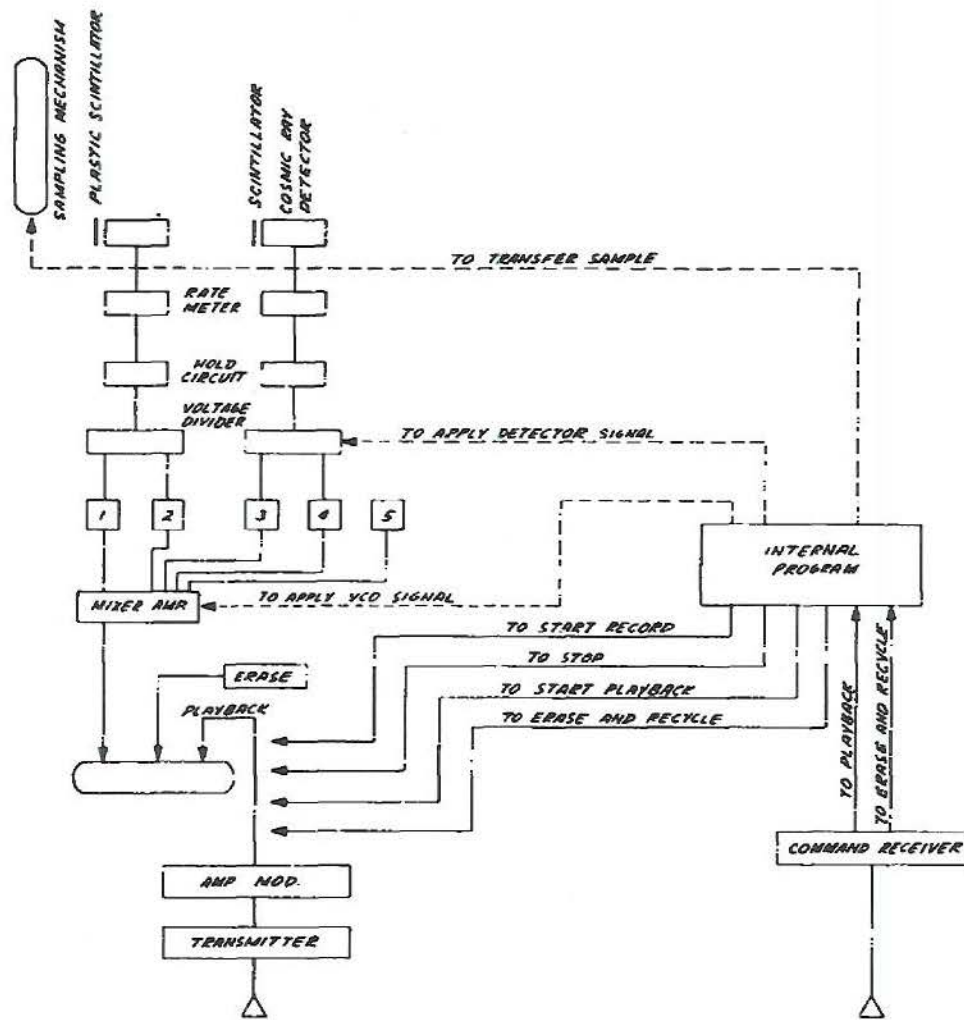 SAMPLING MECHANISM
PLASTIC SCINTILLATOR
SCINTILLATOR
COSMIC RAY
DETECTOR
TO TRANSFER SAMPLE
RATE
METER
HOLD
CIRCUIT
VOLTAGE
DIVIDER
TO APPLY DETECTOR SIGNAL
1
2
3
4
5
INTERNAL
PROGRAM
MIXER AMP
TO APPLY VCO SIGNAL
TO START RECORD
TO STOP
ERASE
TO START PLAYBACK
PLAYBACK
TO ERASE AND RECYCLE
TO PLAYBACK
TO ERASE AND RECYCLE
COMMAND RECEIVER
AMP MOD.
TRANSMITTER